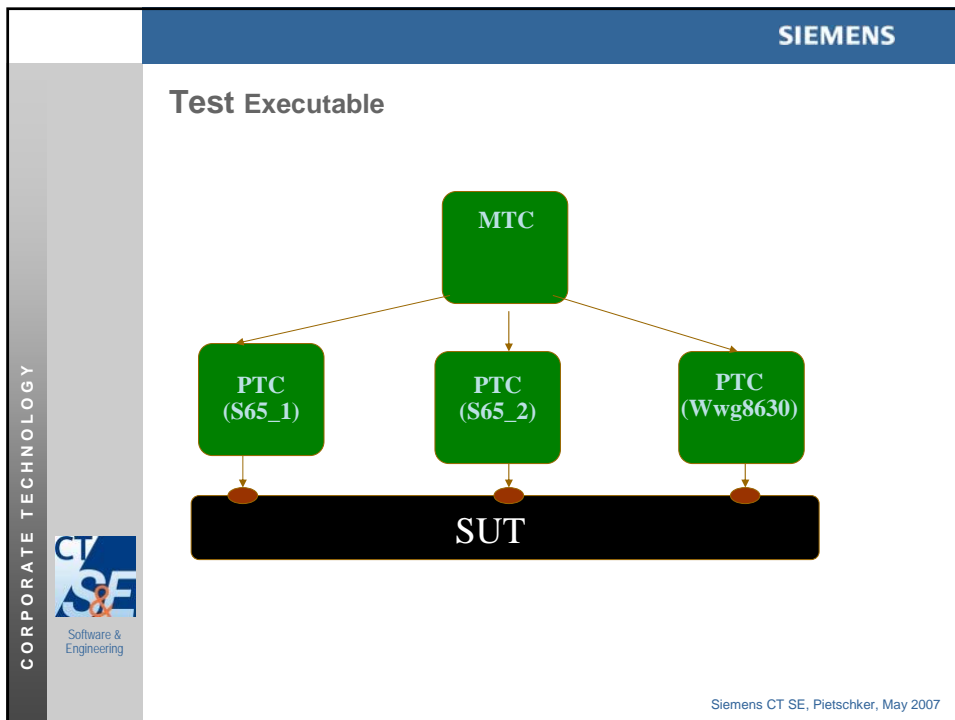 SIEMENS
Test Executable
MTC
PTC
(S65_1)
PTC
(S65_2)
PTC
(Wwg8630)
SUT
CORPORATE TECHNOLOGY
CT
S&E
Software &
Engineering
Siemens CT SE, Pietschker, May 2007